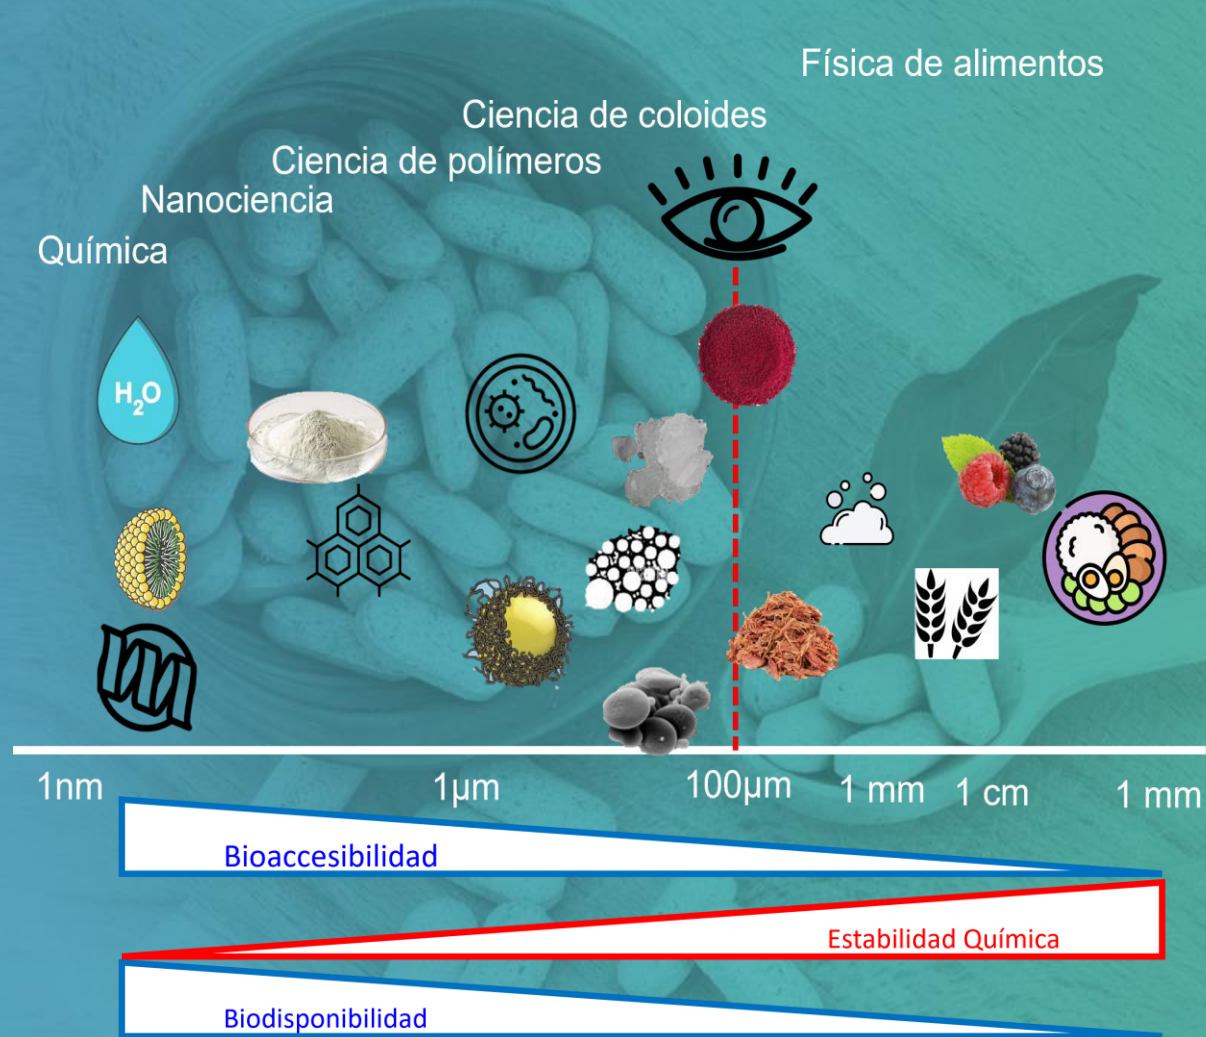 Física de alimentos
Ciencia de coloides
Ciencia de polímeros
Nanociencia
Química
H₂O
1nm 1µm 100µm 1 mm 1 cm 1 mm
Bioaccesibilidad
Estabilidad Química
Biodisponibilidad